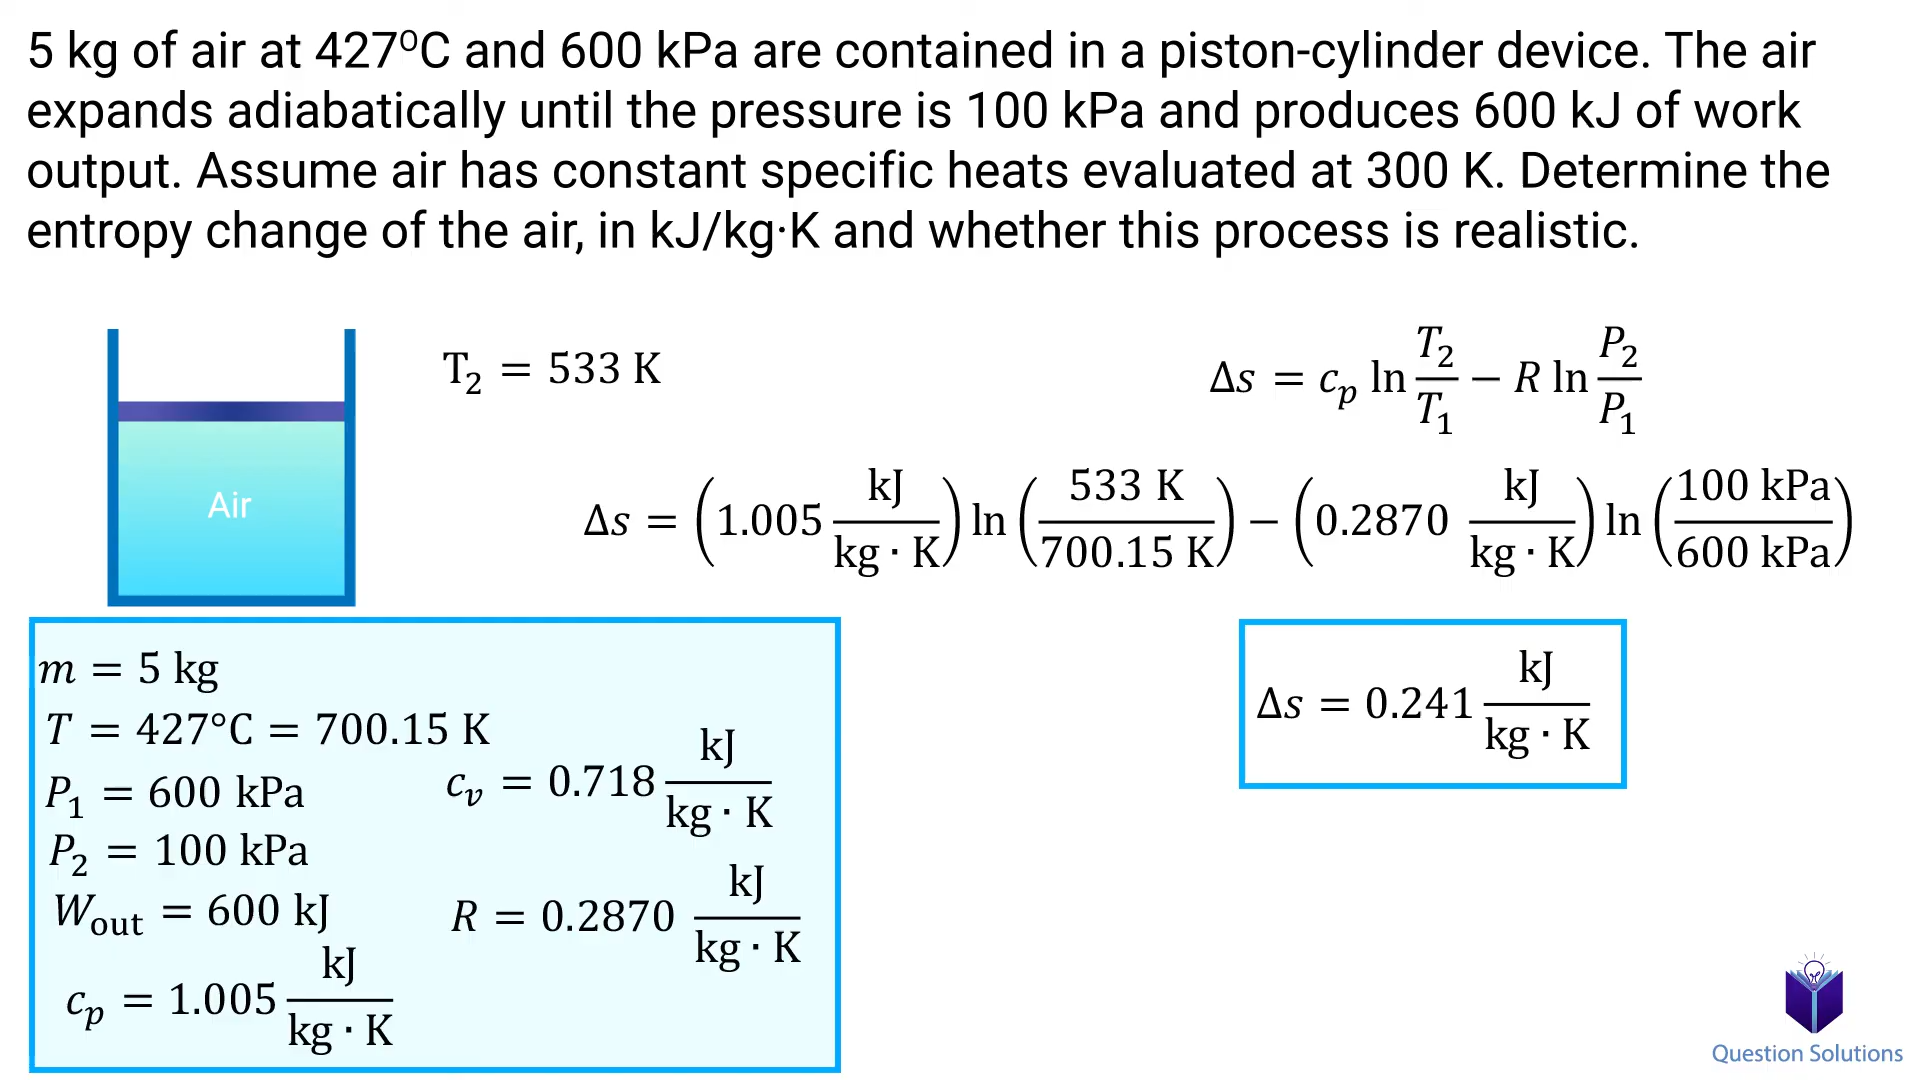 5 kg of air at 427⁰C and 600 kPa are contained in a piston-cylinder device. The air
expands adiabatically until the pressure is 100 kPa and produces 600 kJ of work
output. Assume air has constant specific heats evaluated at 300 K. Determine the
entropy change of the air, in kJ/kg·K and whether this process is realistic.
T₂ = 533 K
Δs = cₚ ln T₂/T₁ − R ln P₂/P₁
Δs = (1.005 kJ/kg · K) ln (533 K/700.15 K) − (0.2870 kJ/kg · K) ln (100 kPa/600 kPa)
Air
m = 5 kg
T = 427°C = 700.15 K
P₁ = 600 kPa
P₂ = 100 kPa
W_out = 600 kJ
cₚ = 1.005 kJ/kg · K
cᵥ = 0.718 kJ/kg · K
R = 0.2870 kJ/kg · K
Δs = 0.241 kJ/kg · K
Question Solutions